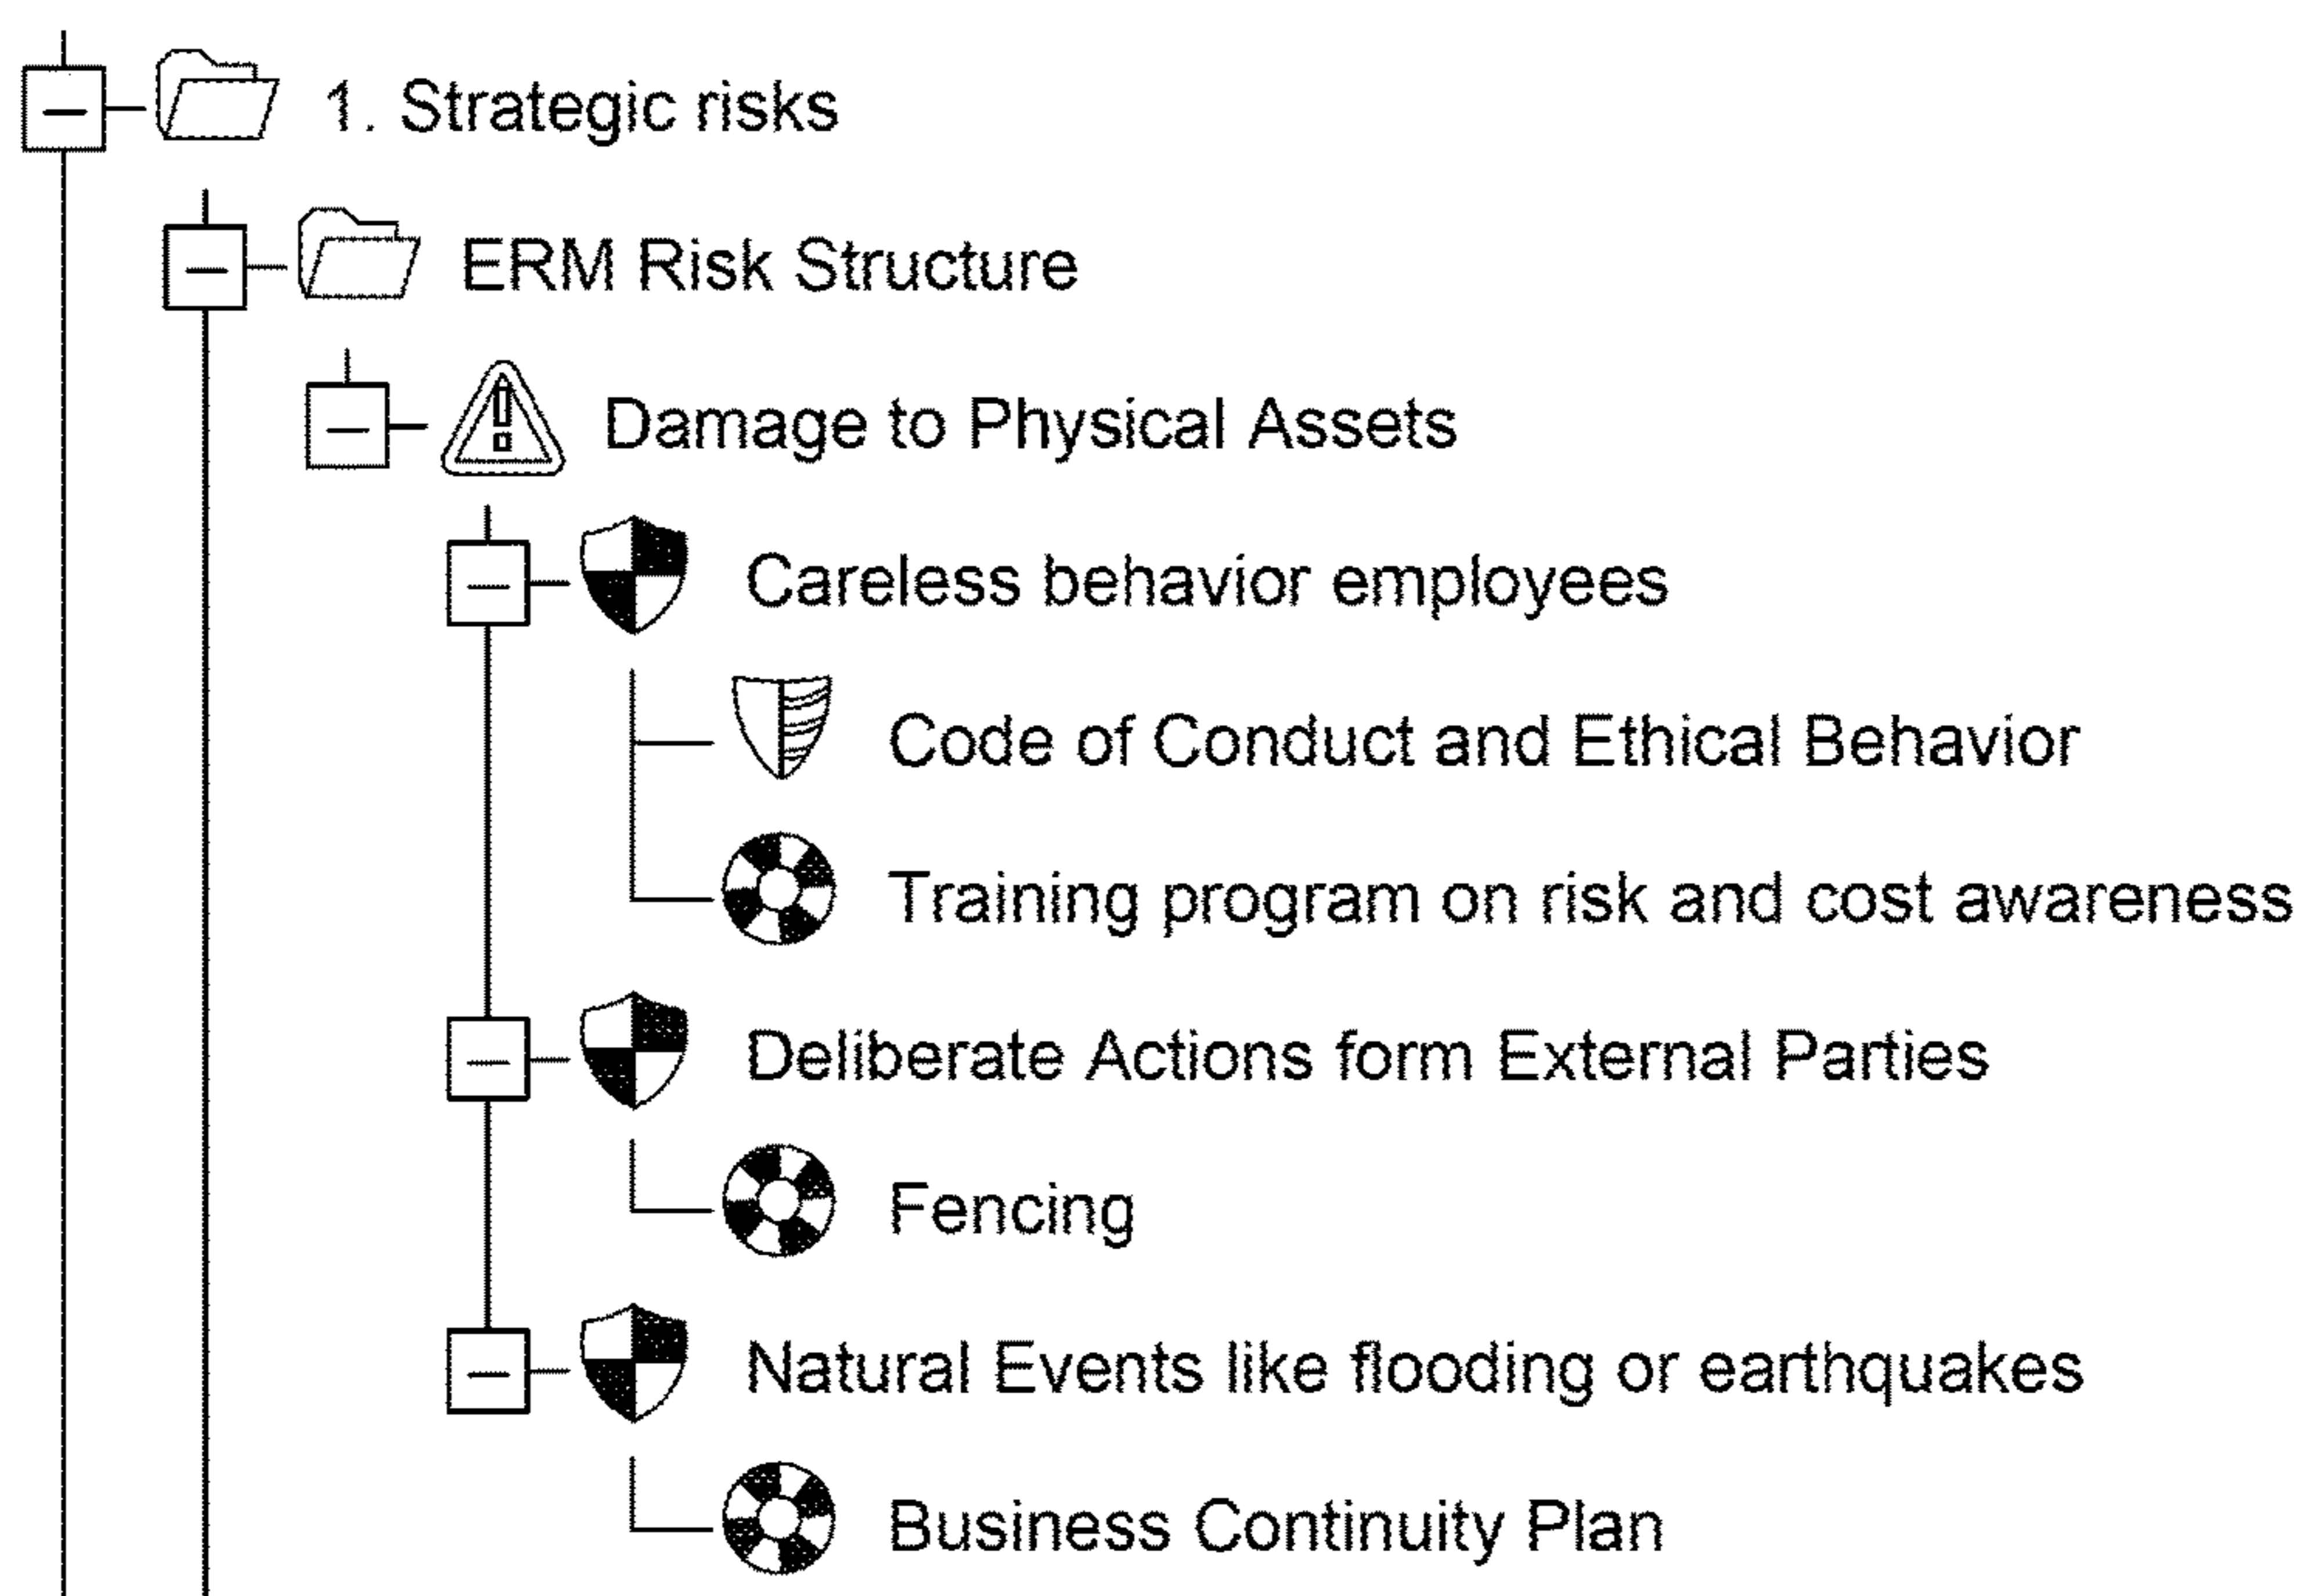 1. Strategic risks
ERM Risk Structure
Damage to Physical Assets
Careless behavior employees
Code of Conduct and Ethical Behavior
Training program on risk and cost awareness
Deliberate Actions form External Parties
Fencing
Natural Events like flooding or earthquakes
Business Continuity Plan